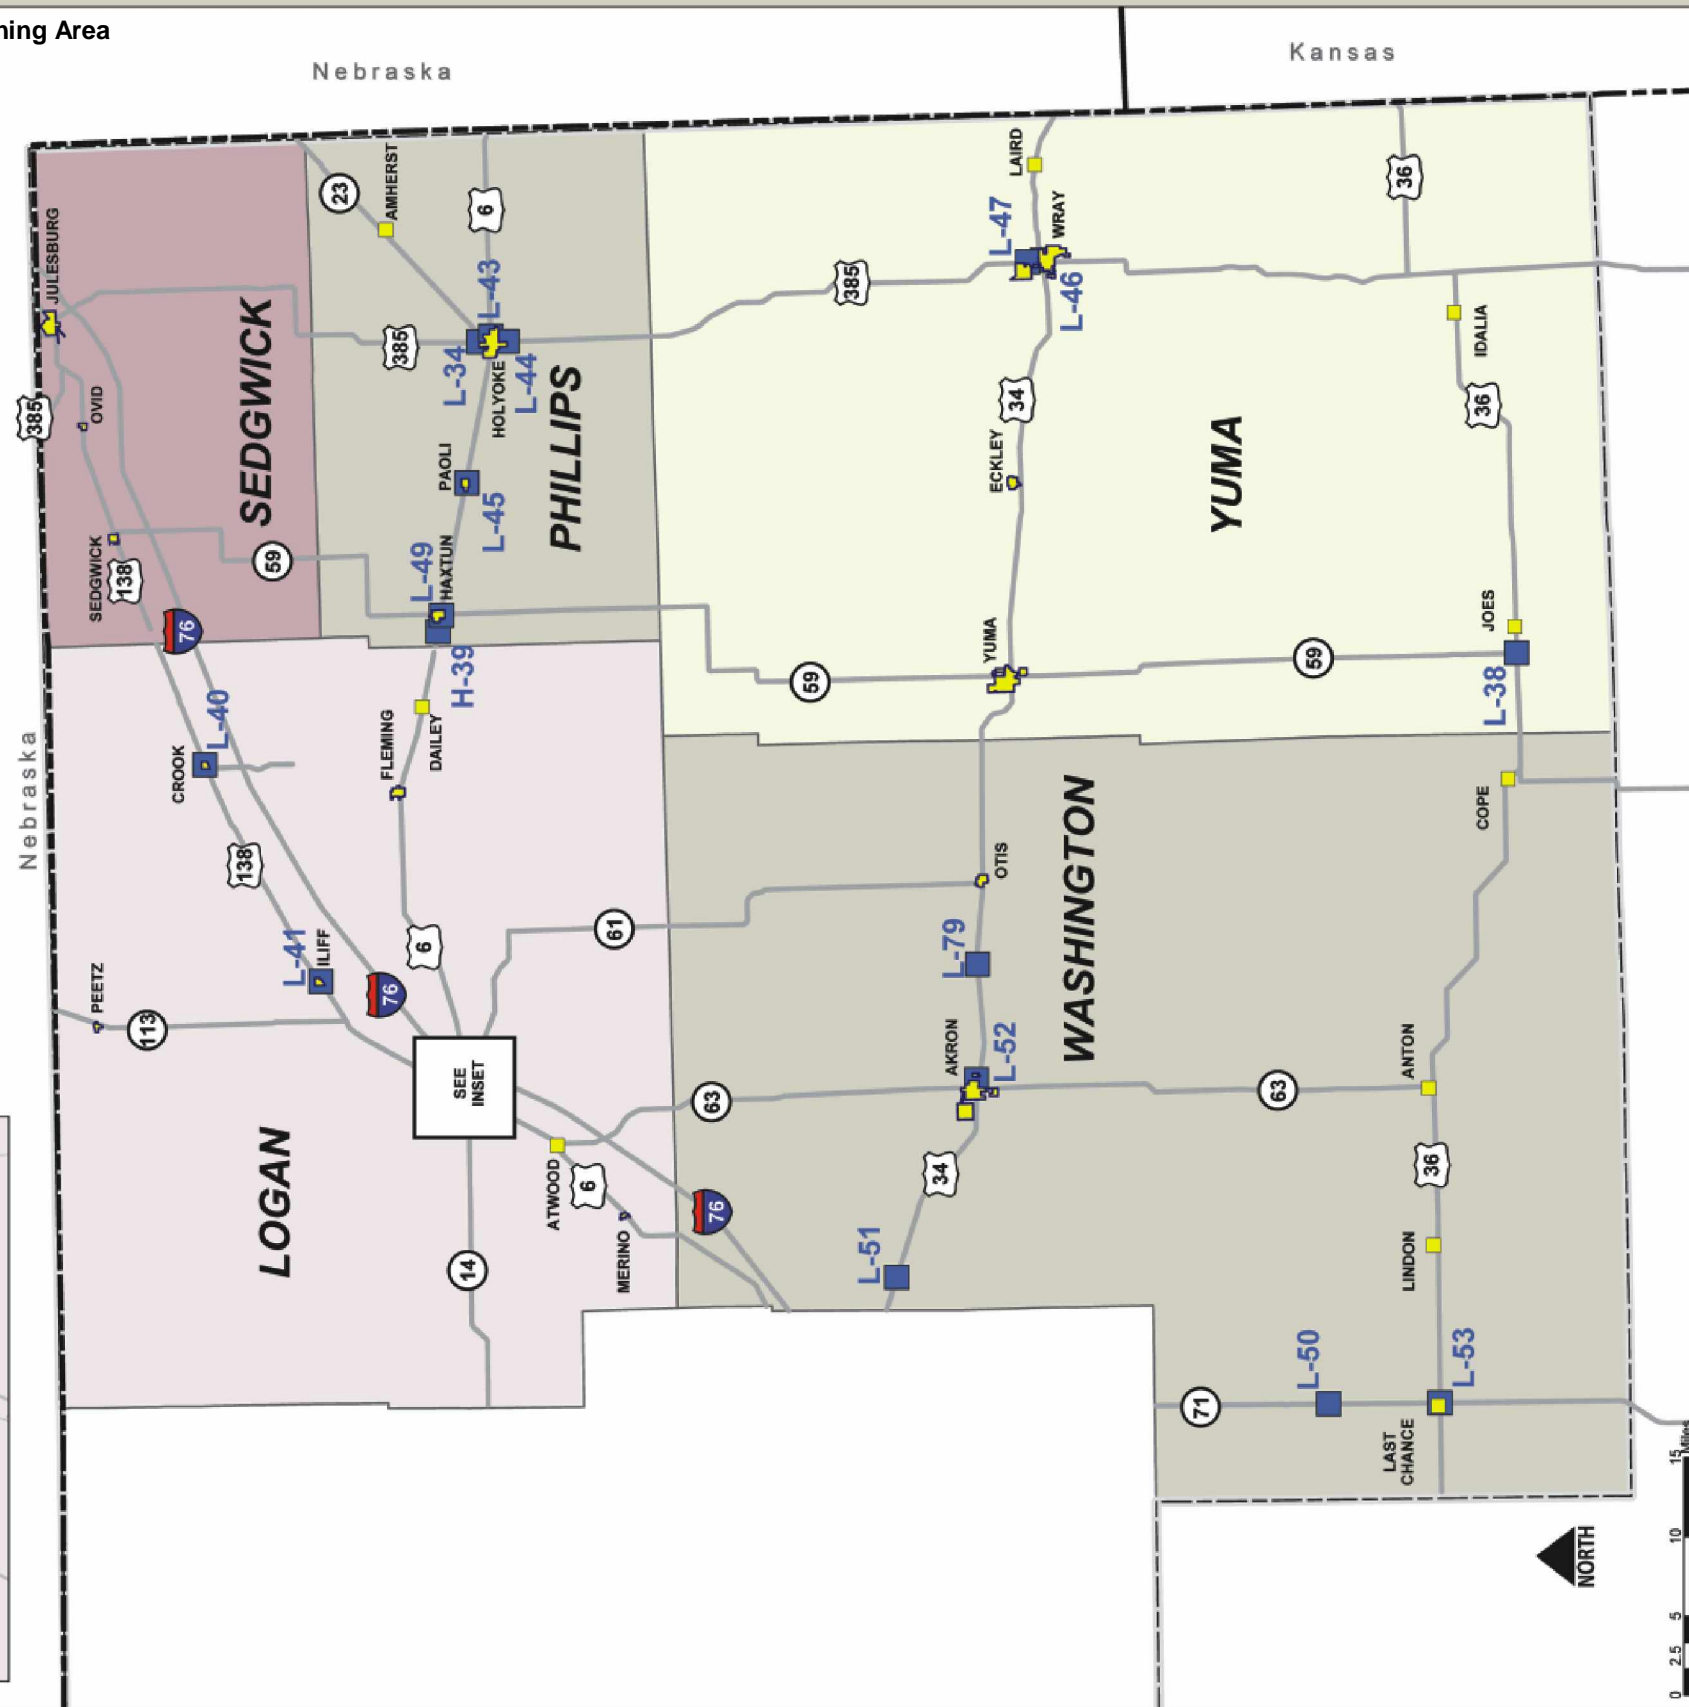 ning Area
Nebraska
Kansas
Nebraska
JULESBURG
385
OVID
SEDGWICK
138
SEDGWICK
59
76
23
AMHERST
6
385
L-43
L-34
HOLYOKE
L-44
PHILLIPS
PAOLI
L-45
L-49
HAXTUN
H-39
LAIRD
L-47
WRAY
L-46
385
36
IDALIA
36
34
ECKLEY
YUMA
YUMA
59
59
JOES
L-38
CROOK
L-40
FLEMING
DAILEY
138
PEETZ
113
L-41
ILIFF
76
6
61
SEE
INSET
LOGAN
14
ATWOOD
6
MERINO
76
63
OTIS
L-79
WASHINGTON
AKRON
L-52
34
L-51
COPE
ANTON
63
36
LINDON
L-50
L-53
71
LAST
CHANCE
NORTH
0 2.5 5 10 15
Miles